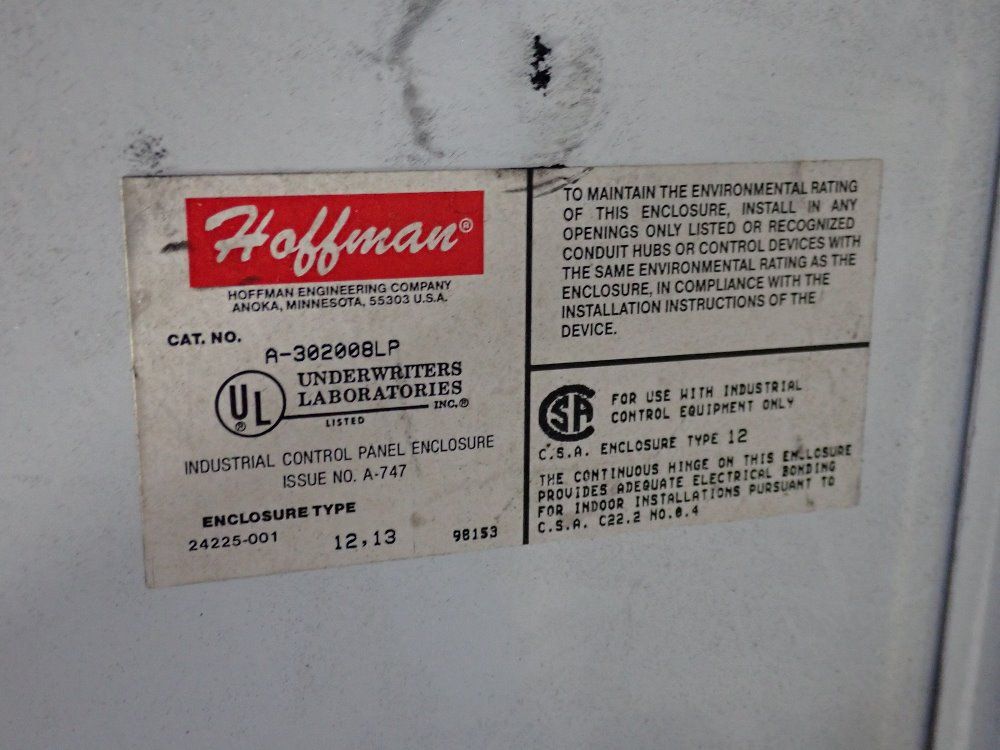 Hoffman®
HOFFMAN ENGINEERING COMPANY
ANOKA, MINNESOTA, 55303 U.S.A.
CAT. NO.
A-302008LP
UL
®
UNDERWRITERS
LABORATORIES
INC.®
LISTED
INDUSTRIAL CONTROL PANEL ENCLOSURE
ISSUE NO. A-747
ENCLOSURE TYPE
24225-001 12,13 98153
TO MAINTAIN THE ENVIRONMENTAL RATING
OF THIS ENCLOSURE, INSTALL IN ANY
OPENINGS ONLY LISTED OR RECOGNIZED
CONDUIT HUBS OR CONTROL DEVICES WITH
THE SAME ENVIRONMENTAL RATING AS THE
ENCLOSURE, IN COMPLIANCE WITH THE
INSTALLATION INSTRUCTIONS OF THE
DEVICE.
CSA
FOR USE WITH INDUSTRIAL
CONTROL EQUIPMENT ONLY
C.S.A. ENCLOSURE TYPE 12
THE CONTINUOUS HINGE ON THIS ENCLOSURE
PROVIDES ADEQUATE ELECTRICAL BONDING
FOR INDOOR INSTALLATIONS PURSUANT TO
C.S.A. C22.2 NO.0.4